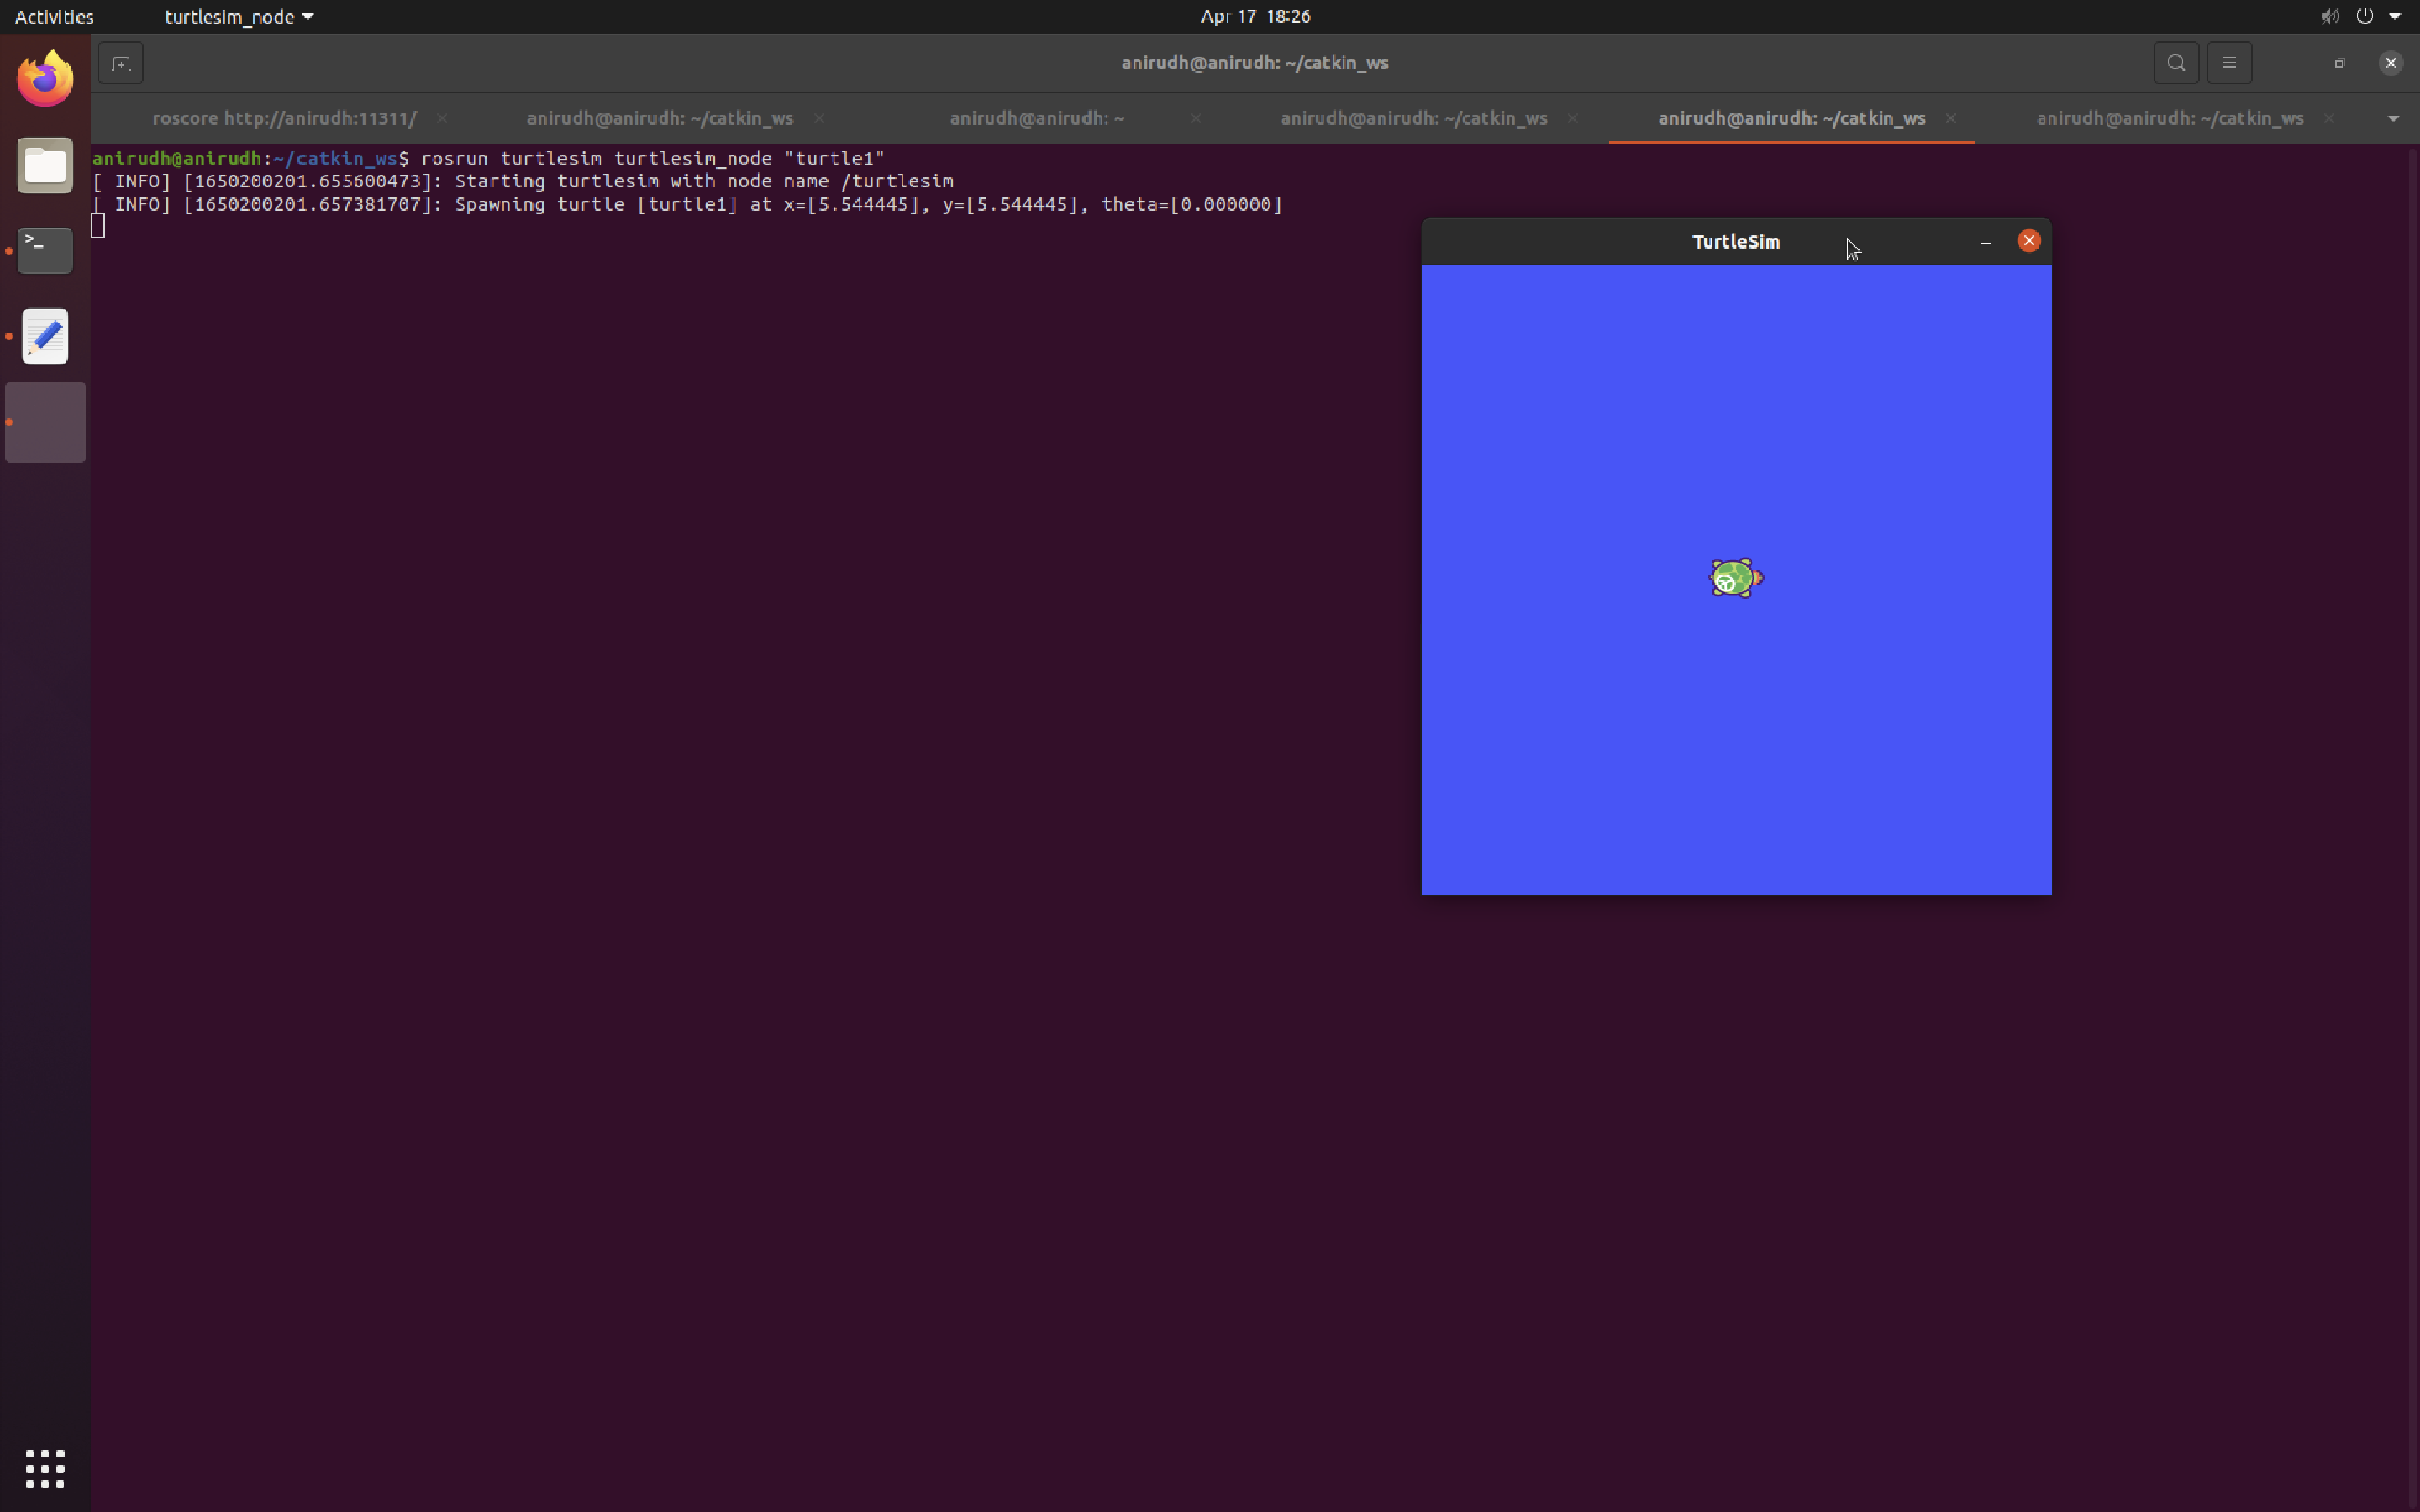 Activities turtlesim_node Apr 17 18:26
anirudh@anirudh: ~/catkin_ws
roscore http://anirudh:11311/ anirudh@anirudh: ~/catkin_ws anirudh@anirudh: ~ anirudh@anirudh: ~/catkin_ws anirudh@anirudh: ~/catkin_ws anirudh@anirudh: ~/catkin_ws
anirudh@anirudh:~/catkin_ws$ rosrun turtlesim turtlesim_node "turtle1"
[ INFO] [1650200201.655600473]: Starting turtlesim with node name /turtlesim
[ INFO] [1650200201.657381707]: Spawning turtle [turtle1] at x=[5.544445], y=[5.544445], theta=[0.000000]
TurtleSim